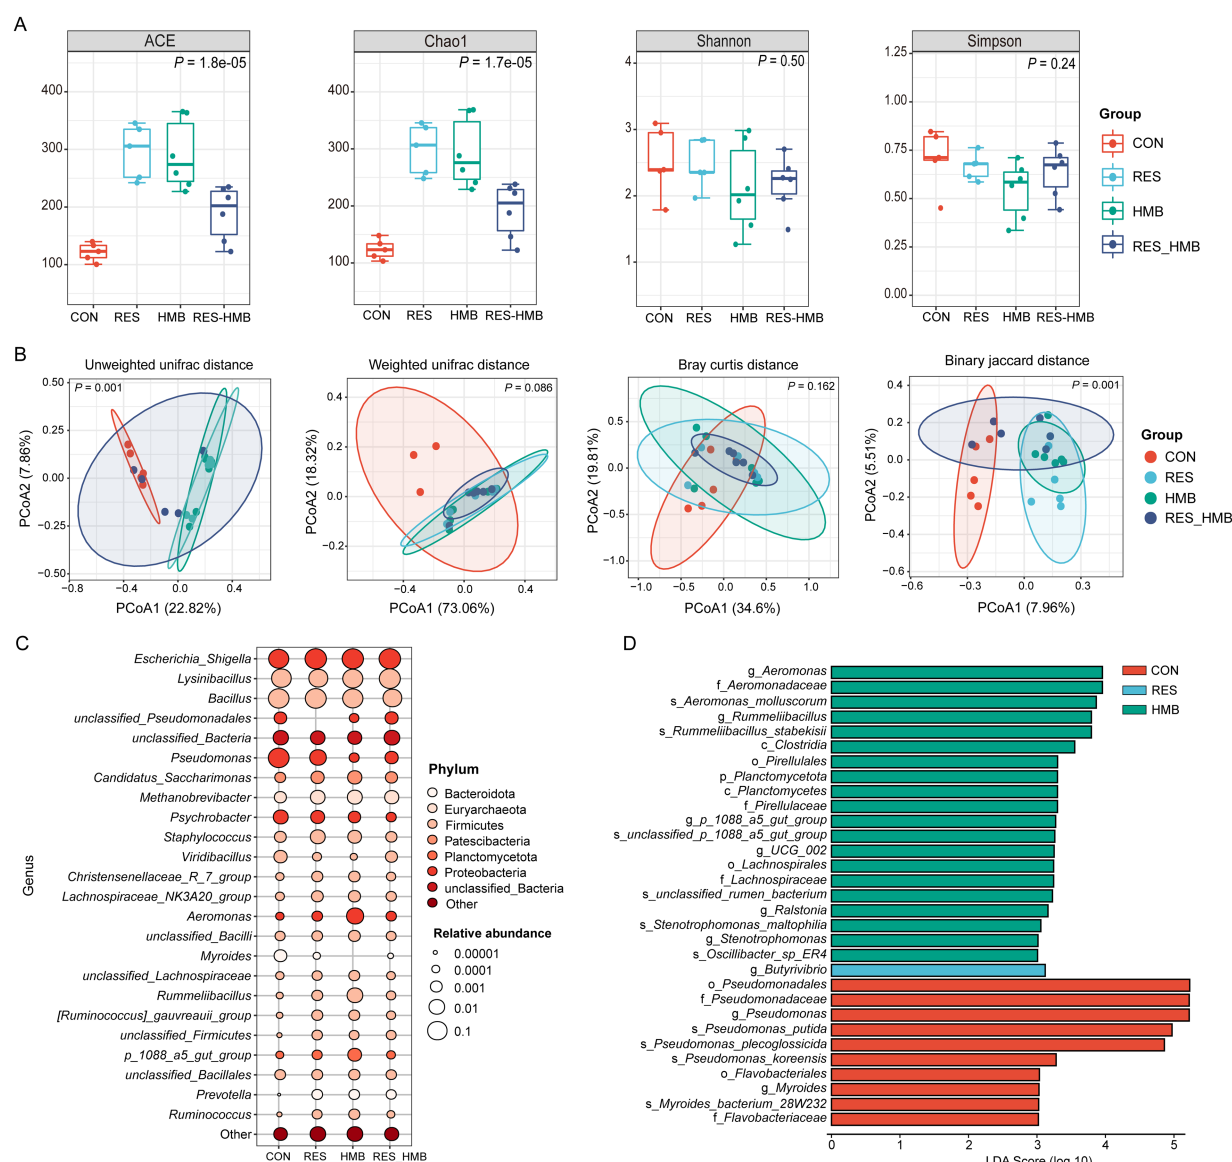 A
ACE
Chao1
Shannon
Simpson
P = 1.8e-05
P = 1.7e-05
P = 0.50
P = 0.24
400
300
200
100
400
300
200
100
4
3
2
1
1.25
1.00
0.75
0.50
0.25
0.00
CON RES HMB RES-HMB
CON RES HMB RES-HMB
CON RES HMB RES-HMB
CON RES HMB RES-HMB
Group
CON
RES
HMB
RES_HMB
B
Unweighted unifrac distance
Weighted unifrac distance
Bray curtis distance
Binary jaccard distance
P = 0.001
P = 0.086
P = 0.162
P = 0.001
PCoA2 (7.86%)
0.50
0.25
0.00
−0.25
−0.50
−0.8 −0.4 0.0 0.4
PCoA1 (22.82%)
PCoA2 (18.32%)
0.4
0.2
0.0
−0.2
−0.4 0.0 0.4
PCoA1 (73.06%)
PCoA2 (19.81%)
0.5
0.0
−0.5
−1.0
−1.0 −0.5 0.0 0.5 1.0
PCoA1 (34.6%)
PCoA2 (5.51%)
0.4
0.2
0.0
−0.2
−0.4
−0.6
−0.6 −0.3 0.0 0.3
PCoA1 (7.96%)
Group
CON
RES
HMB
RES_HMB
C
Genus
Escherichia_Shigella
Lysinibacillus
Bacillus
unclassified_Pseudomonadales
unclassified_Bacteria
Pseudomonas
Candidatus_Saccharimonas
Methanobrevibacter
Psychrobacter
Staphylococcus
Viridibacillus
Christensenellaceae_R_7_group
Lachnospiraceae_NK3A20_group
Aeromonas
unclassified_Bacilli
Myroides
unclassified_Lachnospiraceae
Rummeliibacillus
[Ruminococcus]_gauvreauii_group
unclassified_Firmicutes
p_1088_a5_gut_group
unclassified_Bacillales
Prevotella
Ruminococcus
Other
CON RES HMB RES HMB
Phylum
Bacteroidota
Euryarchaeota
Firmicutes
Patescibacteria
Planctomycetota
Proteobacteria
unclassified_Bacteria
Other
Relative abundance
0.00001
0.0001
0.001
0.01
0.1
D
g_Aeromonas
f_Aeromonadaceae
s_Aeromonas_molluscorum
g_Rummeliibacillus
s_Rummeliibacillus_stabekisii
c_Clostridia
o_Pirellulales
p_Planctomycetota
c_Planctomycetes
f_Pirellulaceae
g_p_1088_a5_gut_group
s_unclassified_p_1088_a5_gut_group
g_UCG_002
o_Lachnospirales
f_Lachnospiraceae
s_unclassified_rumen_bacterium
g_Ralstonia
s_Stenotrophomonas_maltophilia
g_Stenotrophomonas
s_Oscillibacter_sp_ER4
g_Butyrivibrio
o_Pseudomonadales
f_Pseudomonadaceae
g_Pseudomonas
s_Pseudomonas_putida
s_Pseudomonas_plecoglossicida
s_Pseudomonas_koreensis
o_Flavobacteriales
g_Myroides
s_Myroides_bacterium_28W232
f_Flavobacteriaceae
0 1 2 3 4 5
LDA Score (log 10)
CON
RES
HMB